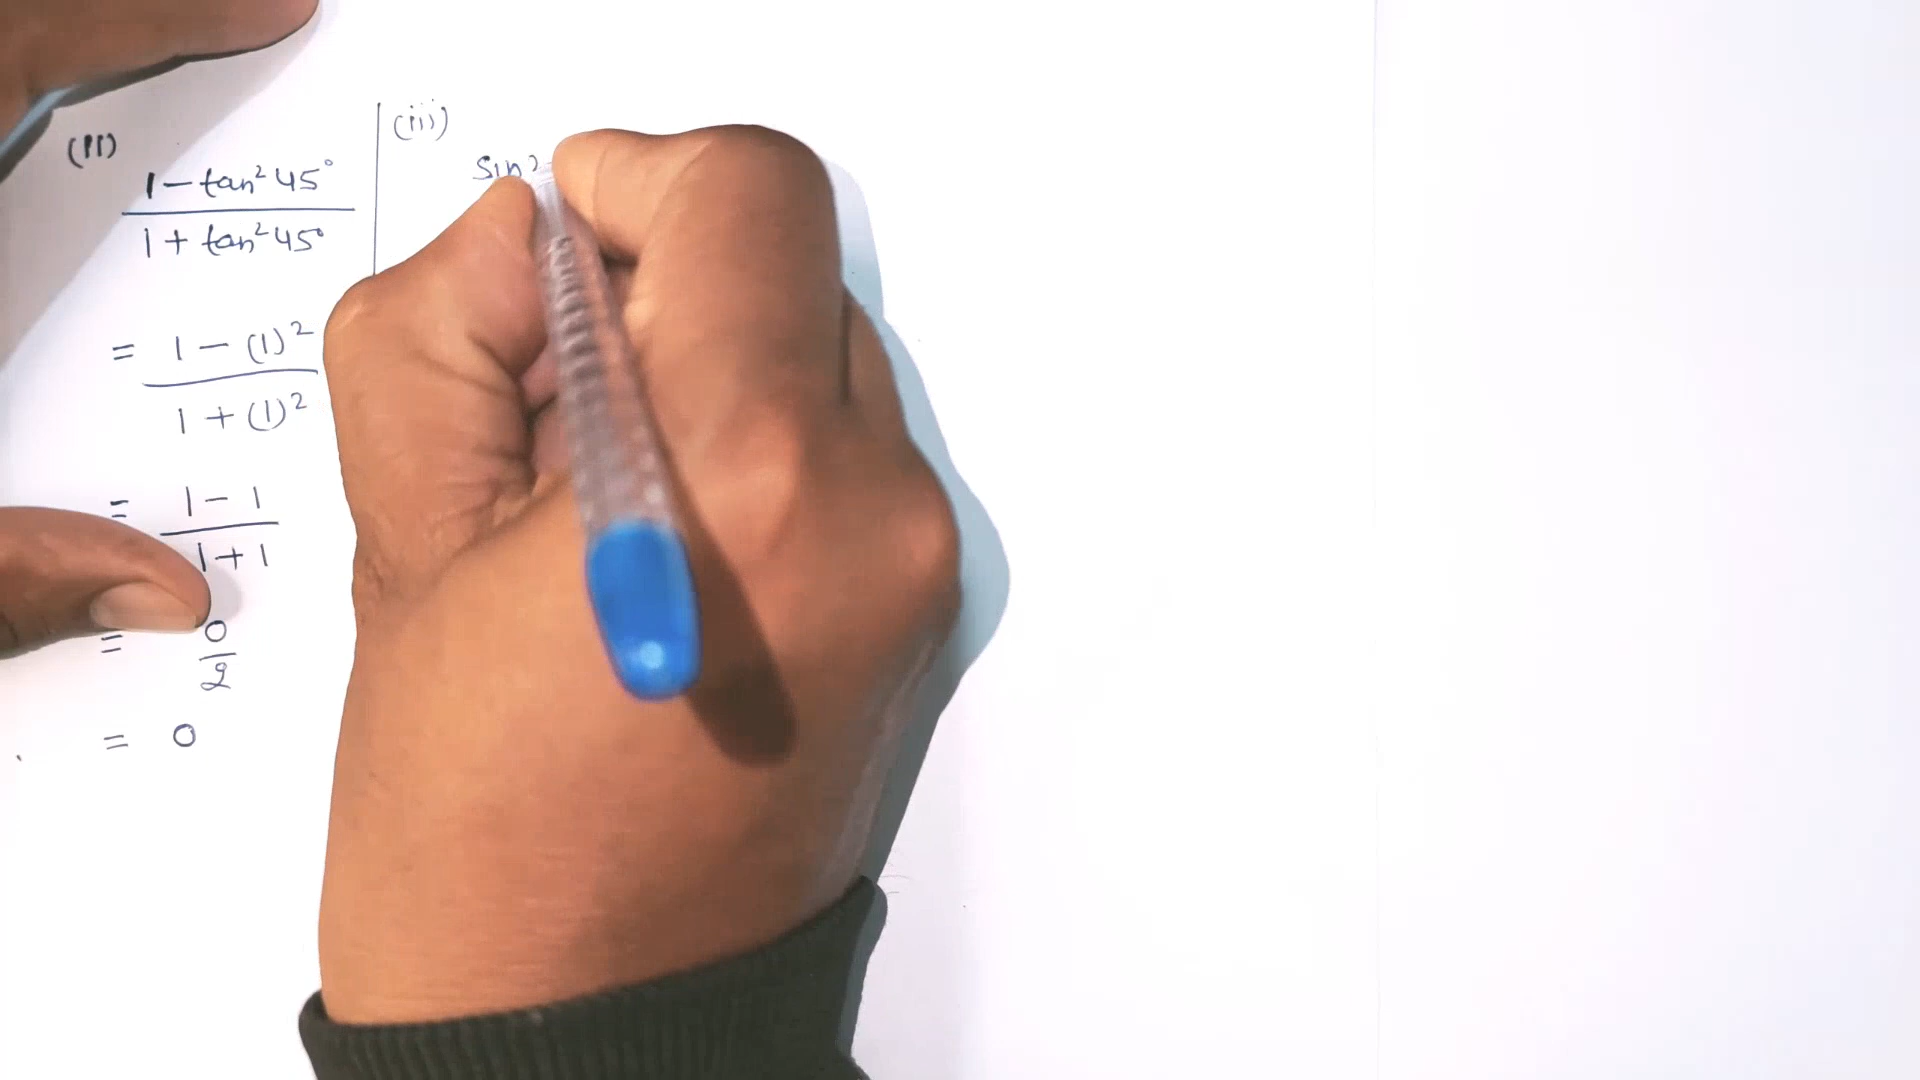 (ii)
1 - tan² 45°
1 + tan² 45°
= 1 - (1)²
1 + (1)²
= 1 - 1
1 + 1
= 0
2
= 0
(iii)
Sin